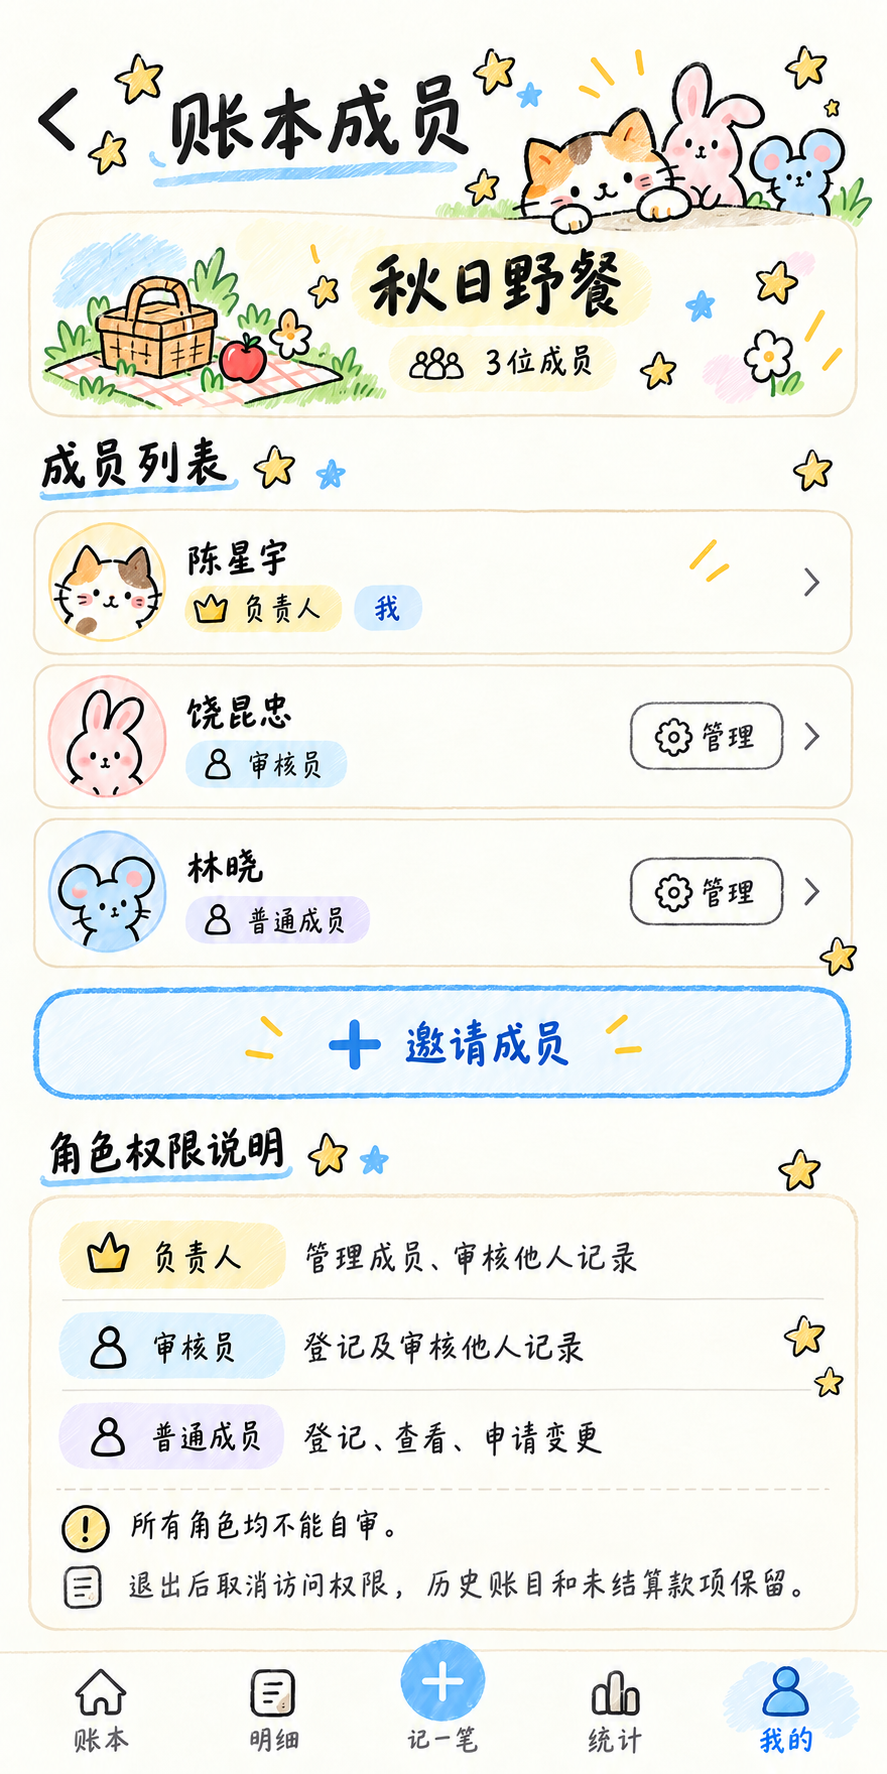 账本成员
秋日野餐
3位成员
成员列表
陈星宇
负责人 我
饶昆忠
审核员
管理
林晓
普通成员
管理
+ 邀请成员
角色权限说明
负责人 管理成员、审核他人记录
审核员 登记及审核他人记录
普通成员 登记、查看、申请变更
所有角色均不能自审。
退出后取消访问权限，历史账目和未结算款项保留。
账本 明细 记一笔 统计 我的